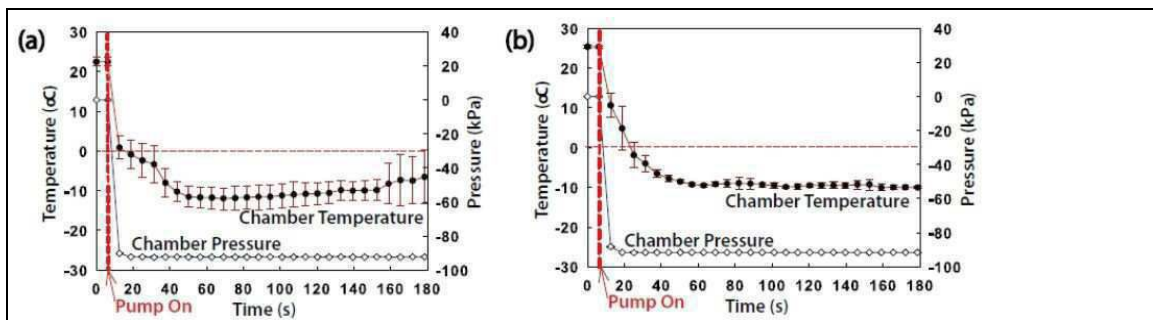 (a)
Temperature (oC)
30
20
10
0
-10
-20
-30
Chamber Temperature
Chamber Pressure
40
20
0
-20
-40
-60
-80
-100
Pressure (kPa)
0 20 40 60 80 100 120 140 160 180
Pump On
Time (s)
(b)
Temperature (oC)
30
20
10
0
-10
-20
-30
Chamber Temperature
Chamber Pressure
40
20
0
-20
-40
-60
-80
-100
Pressure (kPa)
0 20 40 60 80 100 120 140 160 180
Pump On
Time (s)